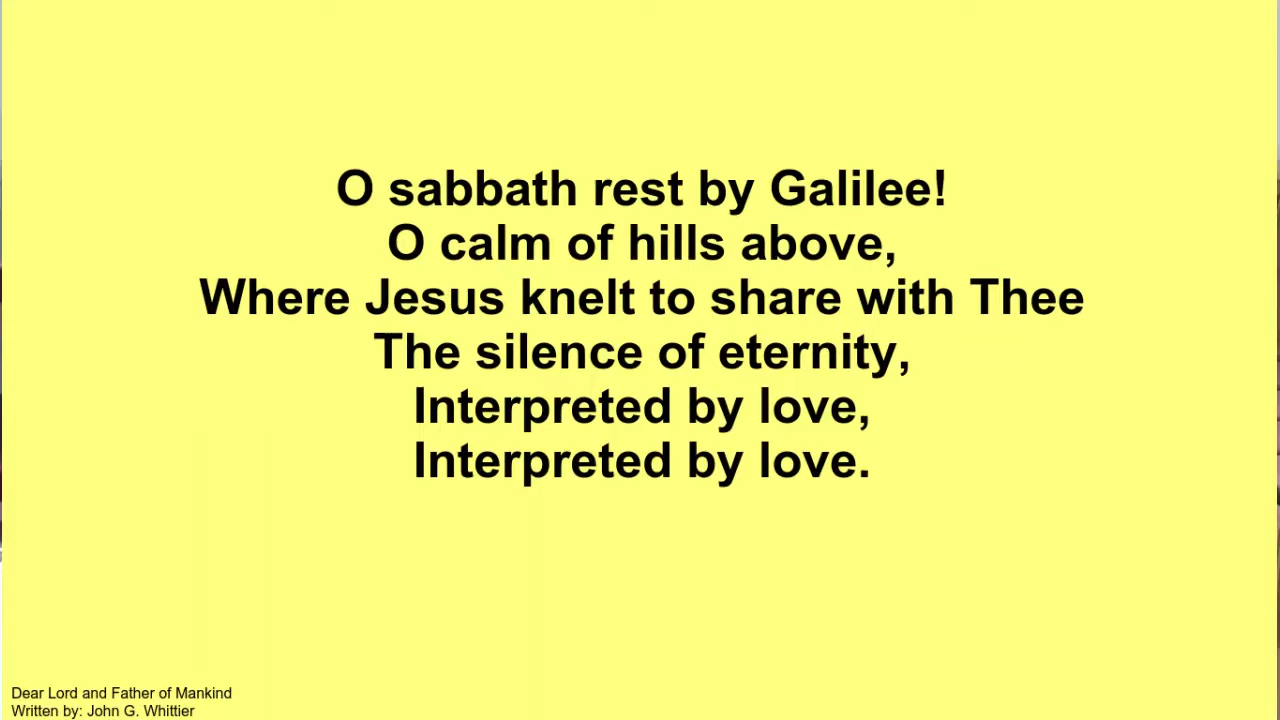 O sabbath rest by Galilee!
O calm of hills above,
Where Jesus knelt to share with Thee
The silence of eternity,
Interpreted by love,
Interpreted by love.
Dear Lord and Father of Mankind
Written by: John G. Whittier